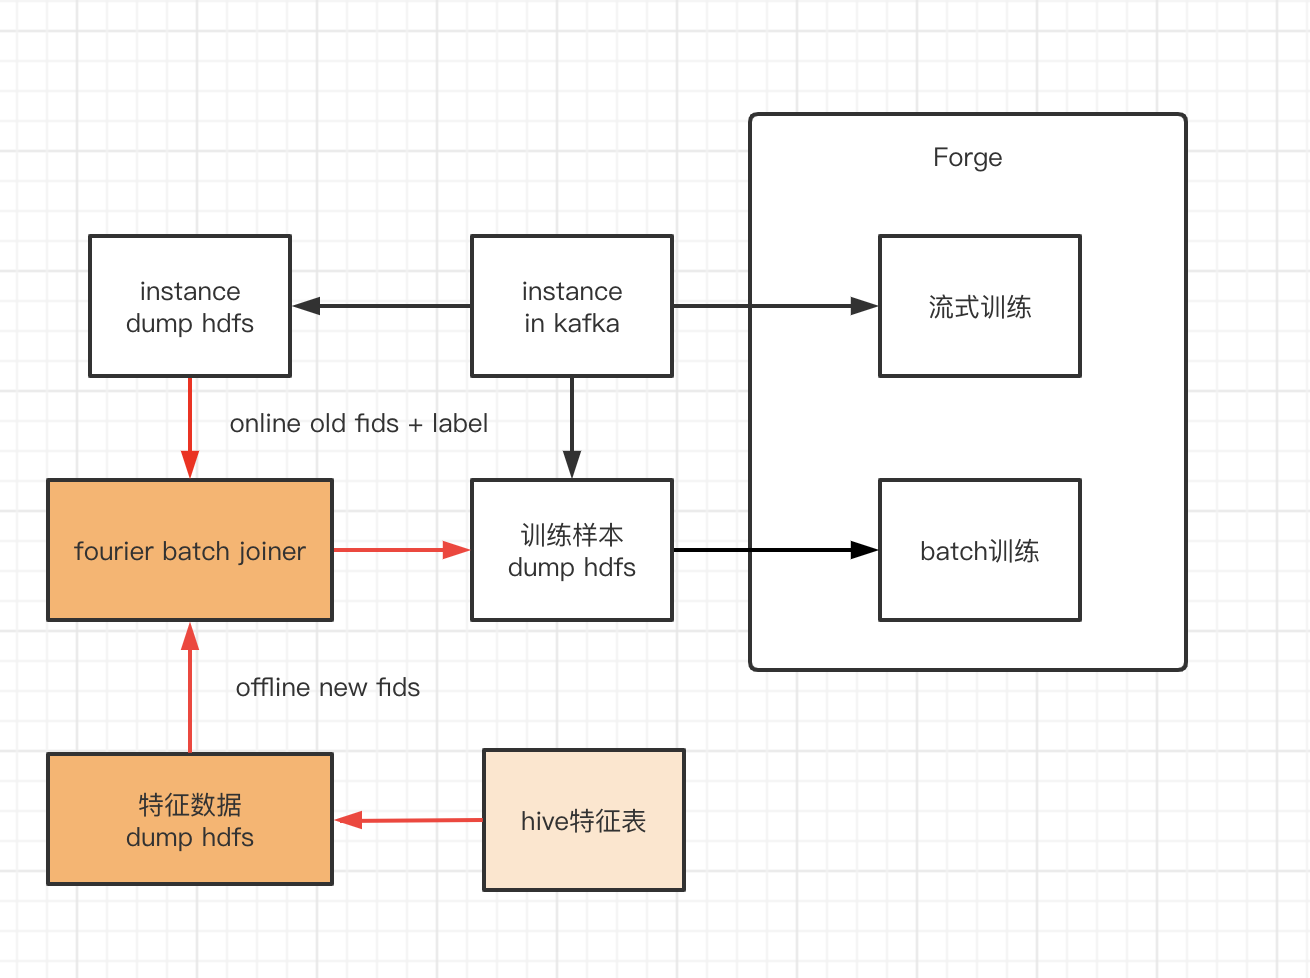 Forge
instance
dump hdfs
instance
in kafka
流式训练
online old fids + label
fourier batch joiner
训练样本
dump hdfs
batch训练
offline new fids
特征数据
dump hdfs
hive特征表